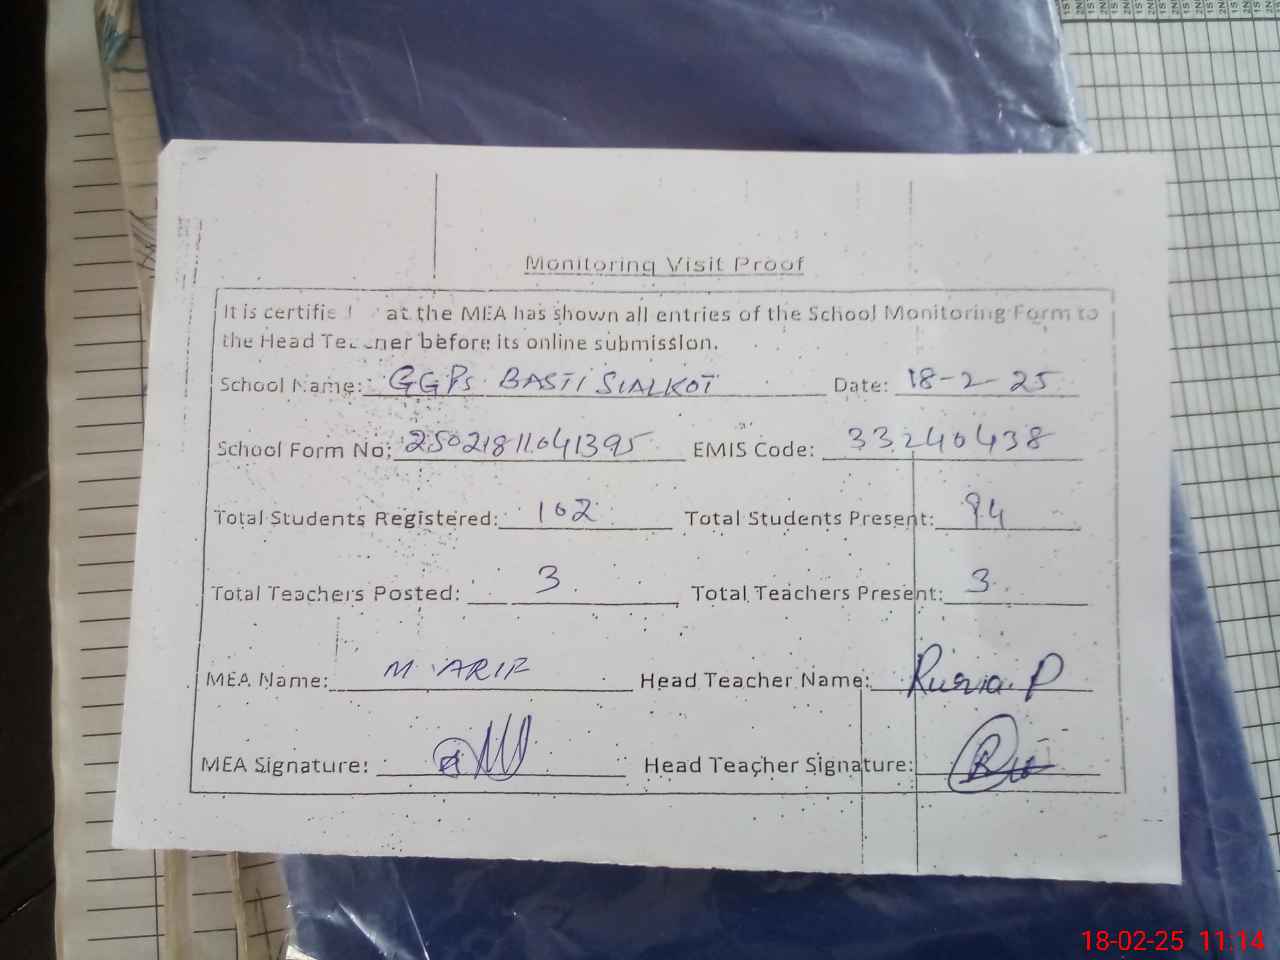 Monitoring Visit Proof
It is certifie at the MEA has shown all entries of the School Monitoring Form to
the Head Teacher before its online submission.
School Name: GGPS BASTI SIALKOT Date: 18-2-25
School Form No: 25021811041395 EMIS Code: 33240438
Total Students Registered: 102 Total Students Present: 94
Total Teachers Posted: 3 Total Teachers Present: 3
MEA Name: M ARIF Head Teacher Name: P
MEA Signature: Head Teacher Signature:
18-02-25 11:14